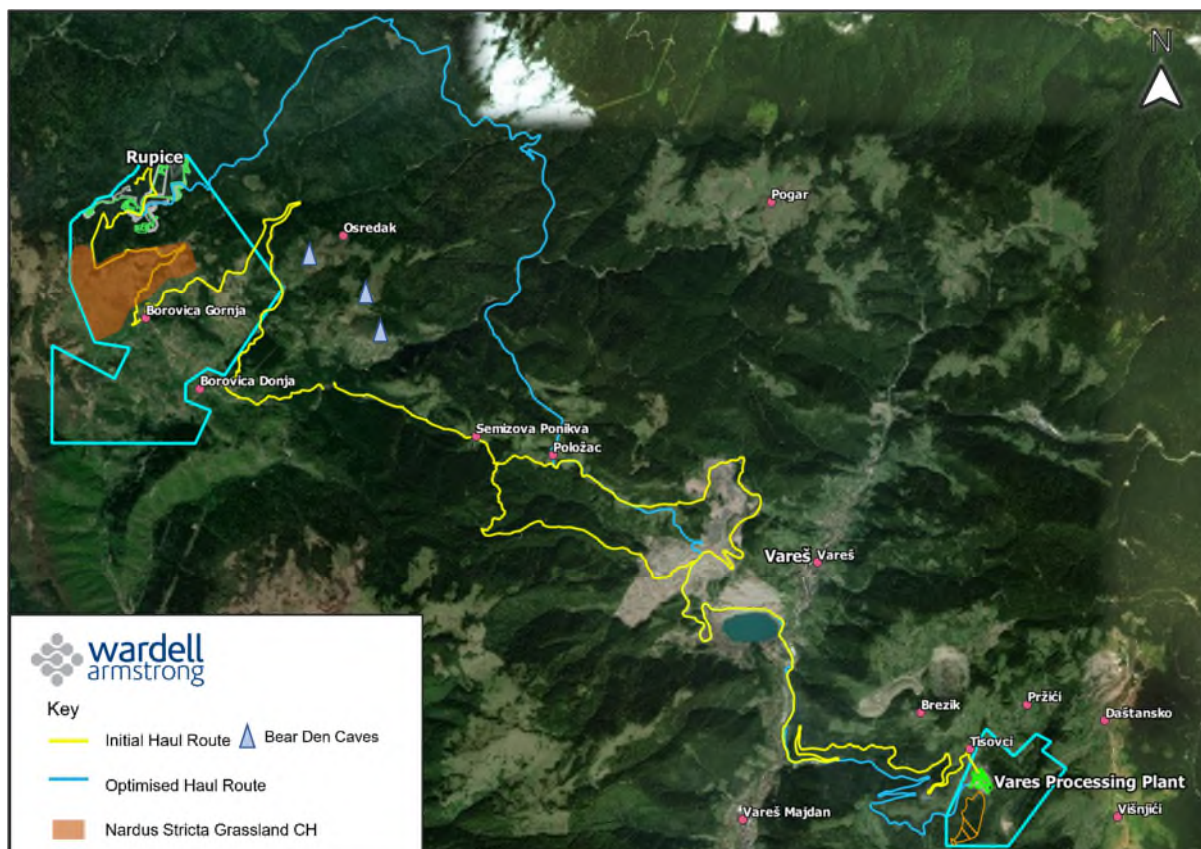 N
Rupice
Pogar
Osredak
Borovica Gornja
Borovica Donja
Semizova Ponikva
Položac
Vareš Vareš
Brezik
Pržići
Daštansko
Tisovci
Vares Processing Plant
Vareš Majdan
Višnjići
wardell
armstrong
Key
Initial Haul Route
Bear Den Caves
Optimised Haul Route
Nardus Stricta Grassland CH